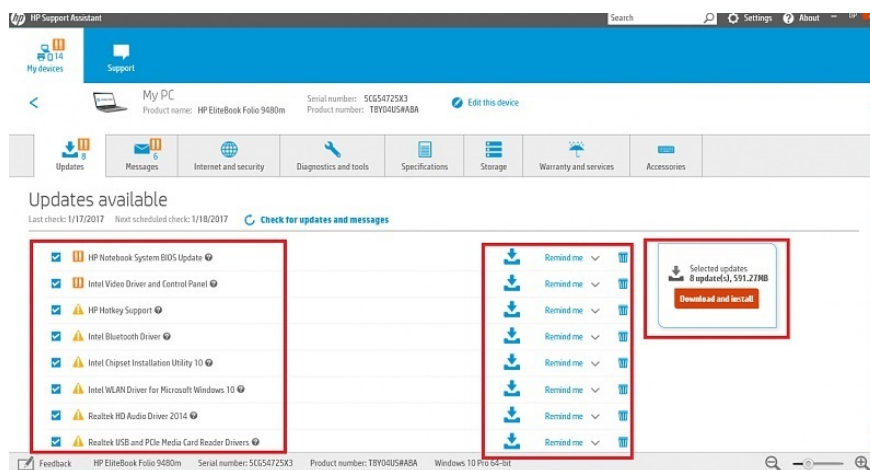 hp HP Support Assistant Search Settings About
14
My devices Support
My PC
Product name: HP EliteBook Folio 9480m
Serial number: 5CG54725X3
Product number: T8Y04US#ABA
Edit this device
8 6
Updates Messages Internet and security Diagnostics and tools Specifications Storage Warranty and services Accessories
Updates available
Last check: 1/17/2017 Next scheduled check: 1/18/2017 Check for updates and messages
HP Notebook System BIOS Update Remind me
Intel Video Driver and Control Panel Remind me
HP Hotkey Support Remind me
Intel Bluetooth Driver Remind me
Intel Chipset Installation Utility 10 Remind me
Intel WLAN Driver for Microsoft Windows 10 Remind me
Realtek HD Audio Driver 2014 Remind me
Realtek USB and PCIe Media Card Reader Drivers Remind me
Selected updates
8 update(s), 591.27MB
Download and install
Feedback HP EliteBook Folio 9480m Serial number: 5CG54725X3 Product number: T8Y04US#ABA Windows 10 Pro 64-bit